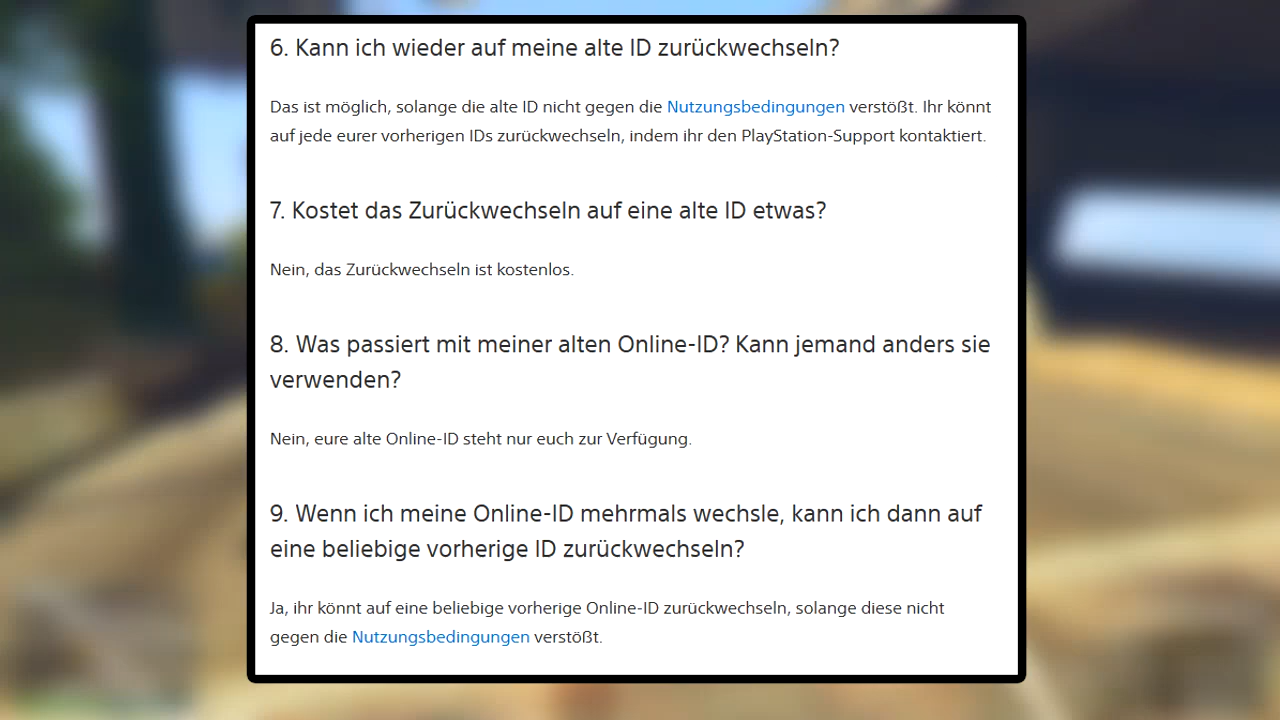 6. Kann ich wieder auf meine alte ID zurückwechseln?
Das ist möglich, solange die alte ID nicht gegen die Nutzungsbedingungen verstößt. Ihr könnt
auf jede eurer vorherigen IDs zurückwechseln, indem ihr den PlayStation-Support kontaktiert.
7. Kostet das Zurückwechseln auf eine alte ID etwas?
Nein, das Zurückwechseln ist kostenlos.
8. Was passiert mit meiner alten Online-ID? Kann jemand anders sie
verwenden?
Nein, eure alte Online-ID steht nur euch zur Verfügung.
9. Wenn ich meine Online-ID mehrmals wechsle, kann ich dann auf
eine beliebige vorherige ID zurückwechseln?
Ja, ihr könnt auf eine beliebige vorherige Online-ID zurückwechseln, solange diese nicht
gegen die Nutzungsbedingungen verstößt.